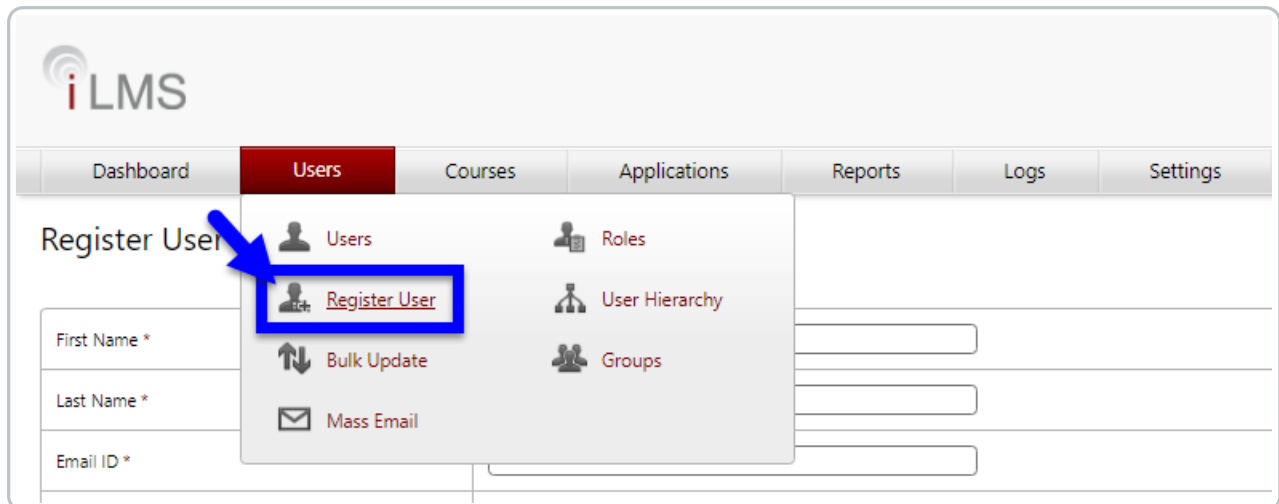 iLMS
Dashboard Users Courses Applications Reports Logs Settings
Register User
Users Roles
Register User User Hierarchy
First Name *
Bulk Update Groups
Last Name *
Mass Email
Email ID *